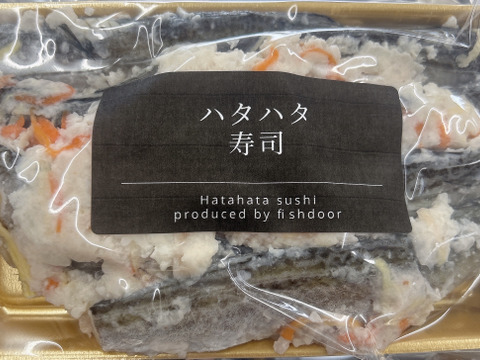 ハタハタ
寿司
Hatahata sushi
produced by fishdoor